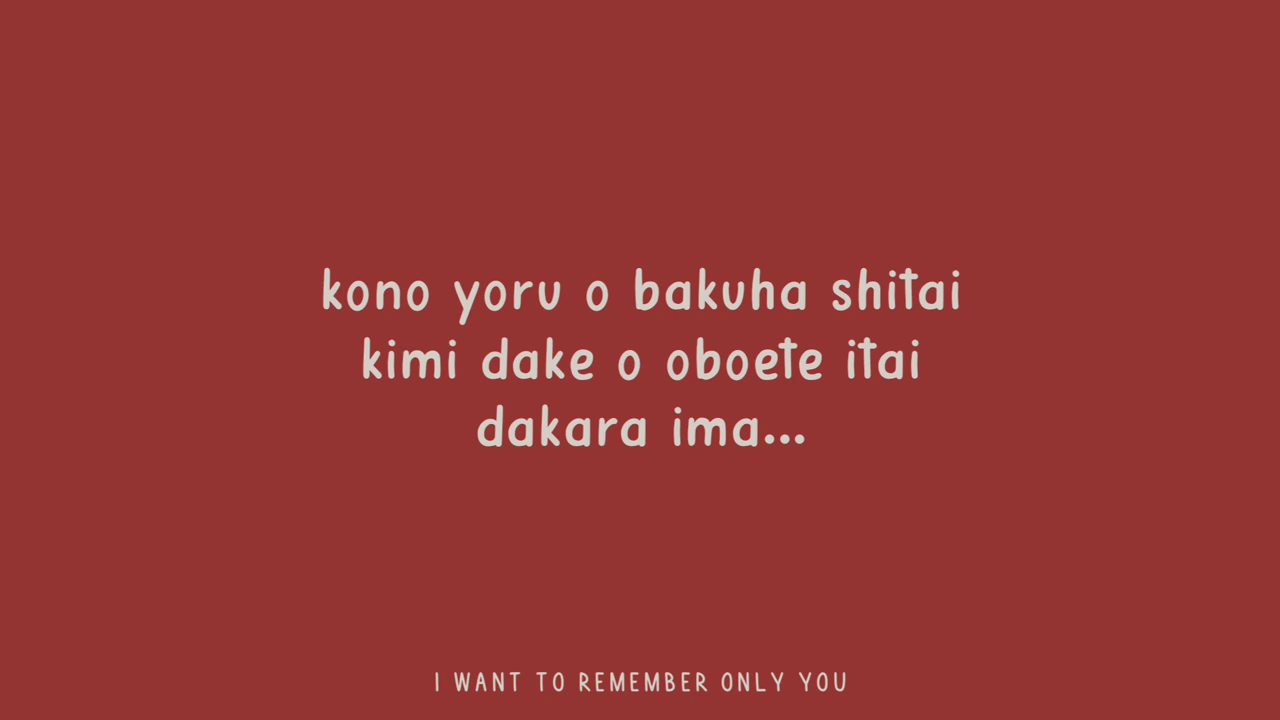 kono yoru o bakuha shitai
kimi dake o oboete itai
dakara ima...
I WANT TO REMEMBER ONLY YOU